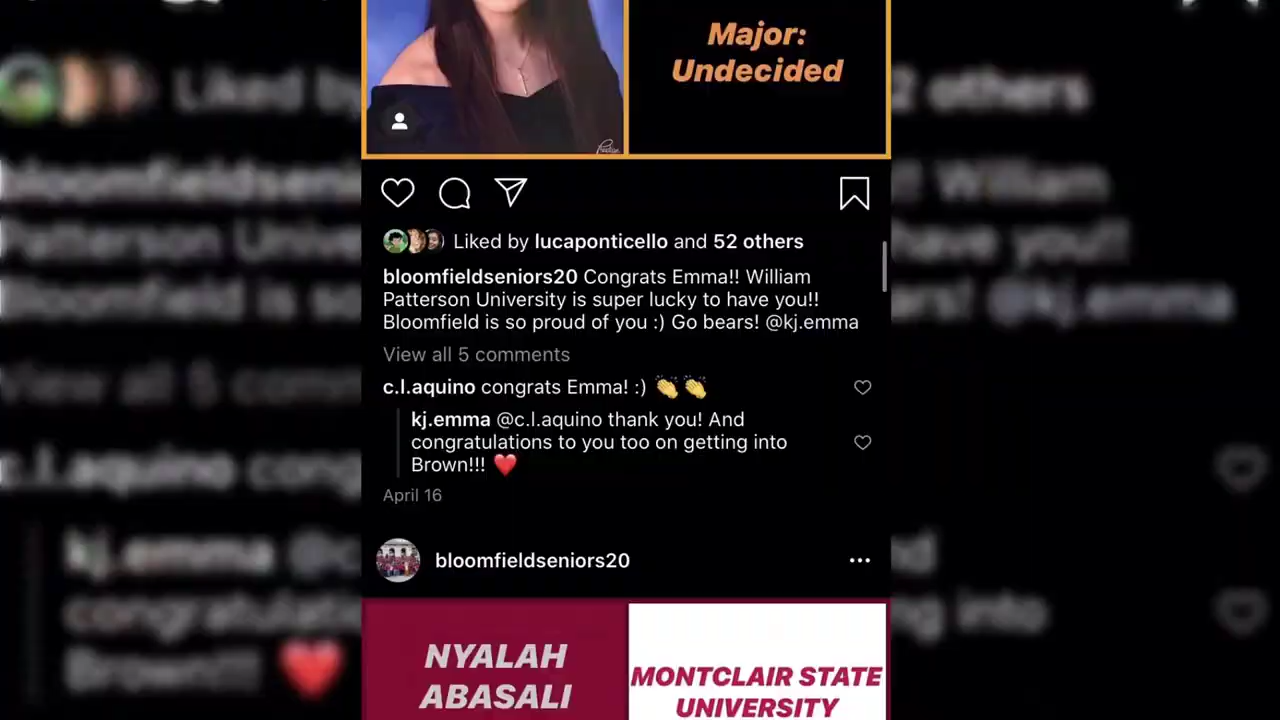 Major:
Undecided
Liked by lucaponticello and 52 others
bloomfieldseniors20 Congrats Emma!! William
Patterson University is super lucky to have you!!
Bloomfield is so proud of you :) Go bears! @kj.emma
View all 5 comments
c.l.aquino congrats Emma! :) 👏👏
kj.emma @c.l.aquino thank you! And
congratulations to you too on getting into
Brown!!! ❤️
April 16
bloomfieldseniors20
NYALAH
ABASALI
MONTCLAIR STATE
UNIVERSITY